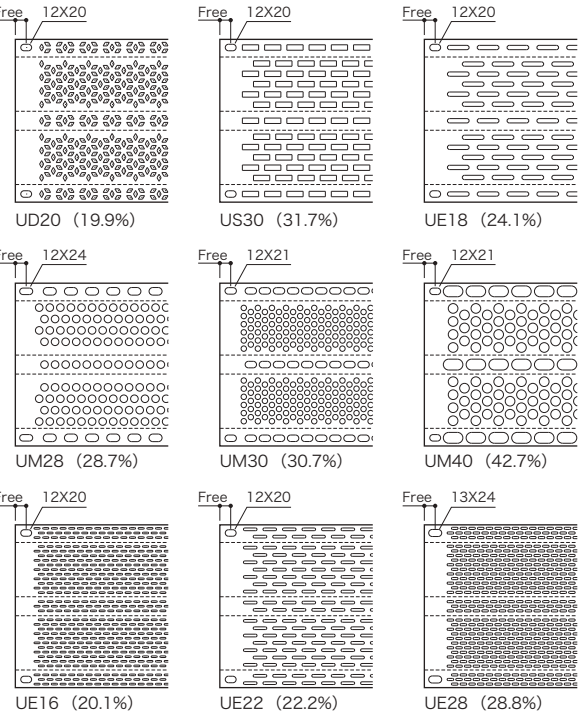 Free 12X20 Free 12X20 Free 12X20
UD20 (19.9%) US30 (31.7%) UE18 (24.1%)
Free 12X24 Free 12X21 Free 12X21
UM28 (28.7%) UM30 (30.7%) UM40 (42.7%)
Free 12X20 Free 12X20 Free 13X24
UE16 (20.1%) UE22 (22.2%) UE28 (28.8%)